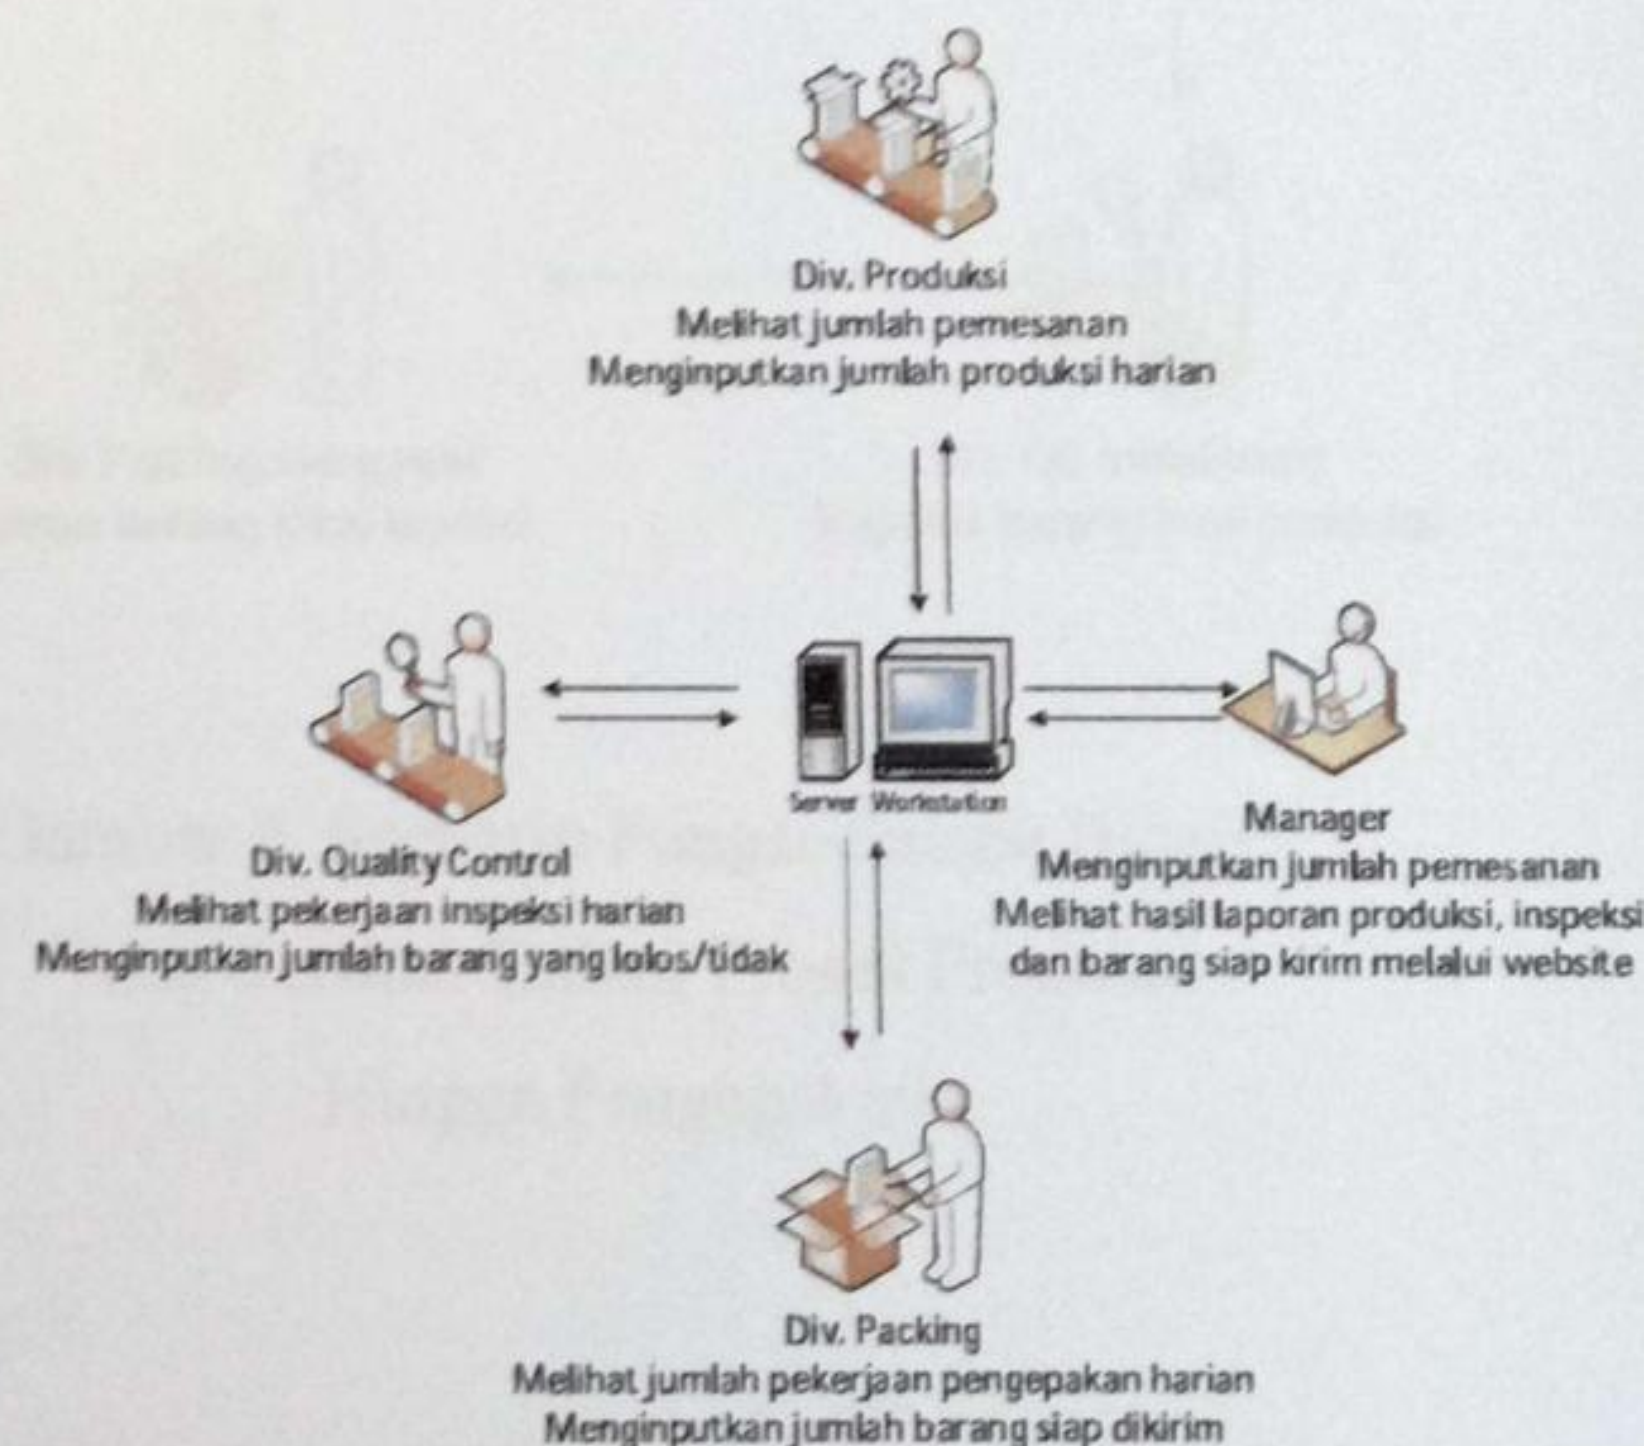 Div. Produksi
Melihat jumlah pemesanan
Menginputkan jumlah produksi harian
Server Workstation
Div. Quality Control
Melihat pekerjaan inspeksi harian
Menginputkan jumlah barang yang lolos/tidak
Manager
Menginputkan jumlah pemesanan
Melihat hasil laporan produksi, inspeksi
dan barang siap kirim melalui website
Div. Packing
Melihat jumlah pekerjaan pengepakan harian
Menginputkan jumlah barang siap dikirim